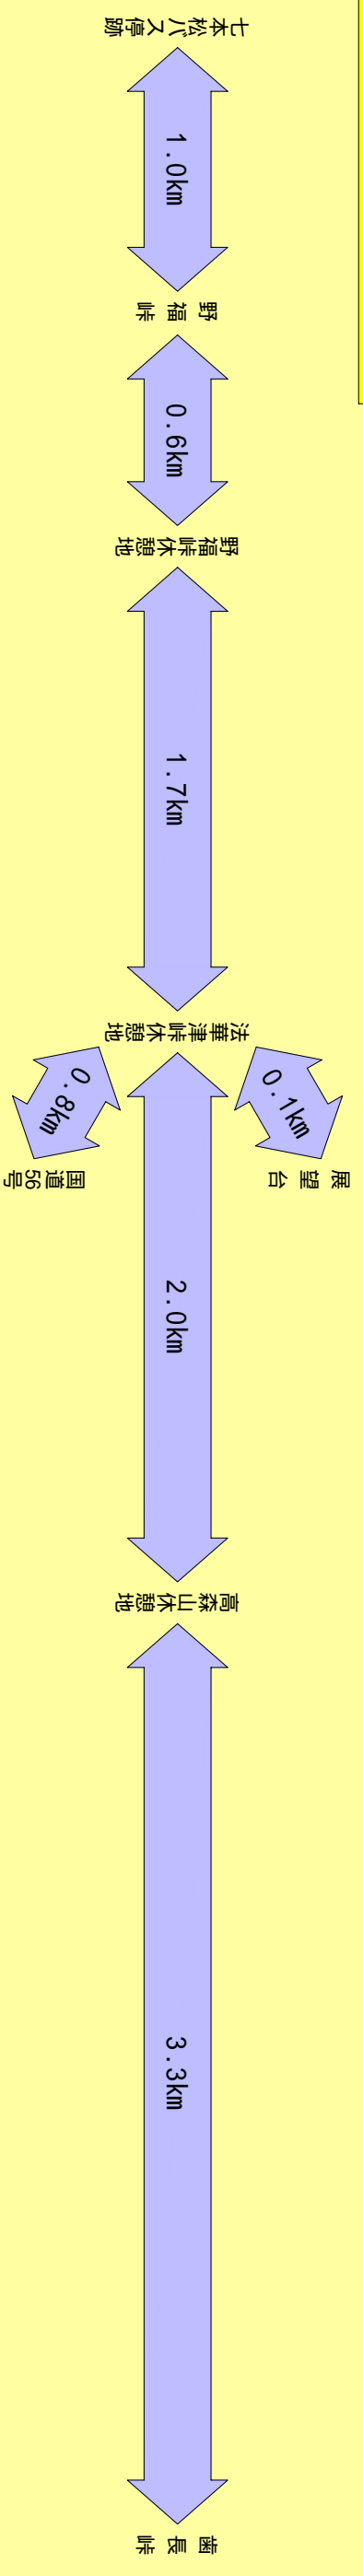 七本松バス停跡
1.0km
野福峠
0.6km
野福峠休憩地
1.7km
法華津峠休憩地
0.1km
展望台
0.8km
国道56号
2.0km
高森山休憩地
3.3km
歯長峠